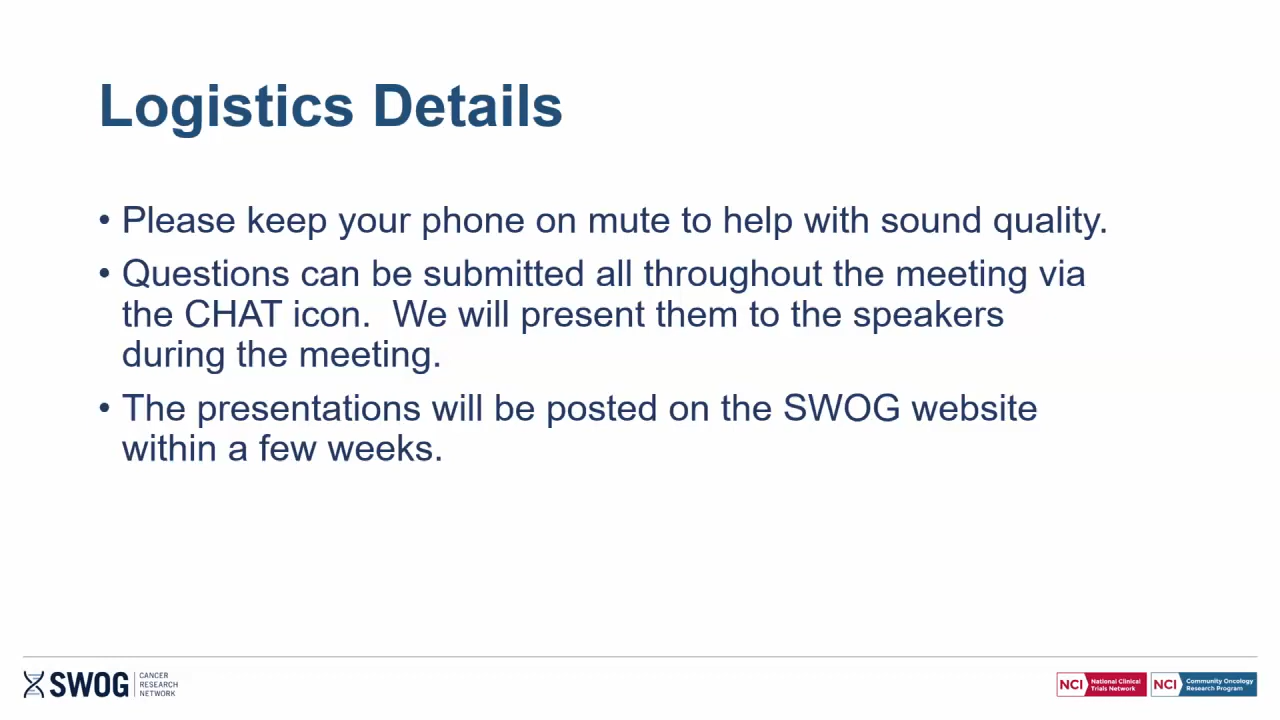 Logistics Details
• Please keep your phone on mute to help with sound quality.
• Questions can be submitted all throughout the meeting via
the CHAT icon.  We will present them to the speakers
during the meeting.
• The presentations will be posted on the SWOG website
within a few weeks.
SWOG
CANCER
RESEARCH
NETWORK
NCI
National Clinical
Trials Network
NCI
Community Oncology
Research Program